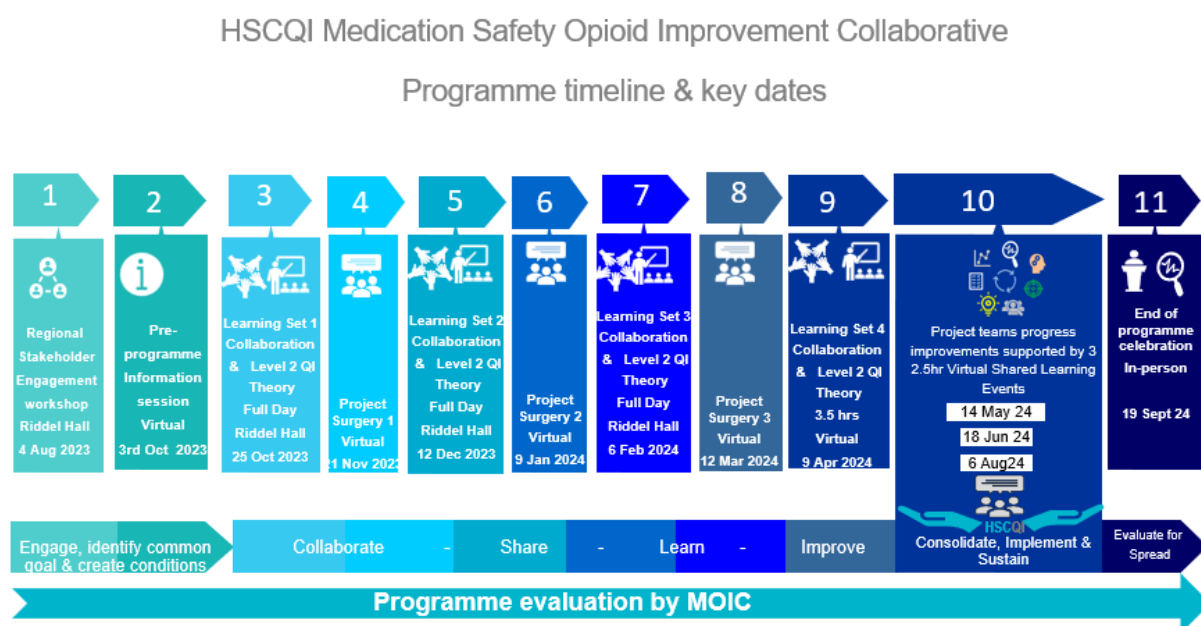 HSCQI Medication Safety Opioid Improvement Collaborative
Programme timeline & key dates
1
Regional
Stakeholder
Engagement
workshop
Riddel Hall
4 Aug 2023
2
Pre-
programme
Information
session
Virtual
3rd Oct 2023
3
Learning Set 1
Collaboration
& Level 2 QI
Theory
Full Day
Riddel Hall
25 Oct 2023
4
Project
Surgery 1
Virtual
21 Nov 2023
5
Learning Set 2
Collaboration
& Level 2 QI
Theory
Full Day
Riddel Hall
12 Dec 2023
6
Project
Surgery 2
Virtual
9 Jan 2024
7
Learning Set 3
Collaboration
& Level 2 QI
Theory
Full Day
Riddel Hall
6 Feb 2024
8
Project
Surgery 3
Virtual
12 Mar 2024
9
Learning Set 4
Collaboration
& Level 2 QI
Theory
3.5 hrs
Virtual
9 Apr 2024
10
Project teams progress
improvements supported by 3
2.5hr Virtual Shared Learning
Events
14 May 24
18 Jun 24
6 Aug24
HSCQI
Consolidate, Implement &
Sustain
11
End of
programme
celebration
In-person
19 Sept 24
Engage, identify common
goal & create conditions
Collaborate - Share - Learn - Improve
Evaluate for
Spread
Programme evaluation by MOIC